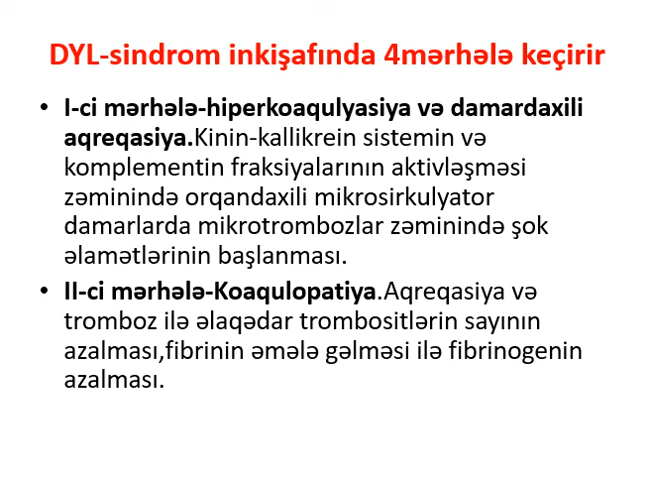 DYL-sindrom inkişafında 4mərhələ keçirir
• I-ci mərhələ-hiperkoaqulyasiya və damardaxili
aqreqasiya.Kinin-kallikrein sistemin və
komplementin fraksiyalarının aktivləşməsi
zəminində orqandaxili mikrosirkulyator
damarlarda mikrotrombozlar zəminində şok
əlamətlərinin başlanması.
• II-ci mərhələ-Koaqulopatiya.Aqreqasiya və
tromboz ilə əlaqədar trombositlərin sayının
azalması,fibrinin əmələ gəlməsi ilə fibrinogenin
azalması.